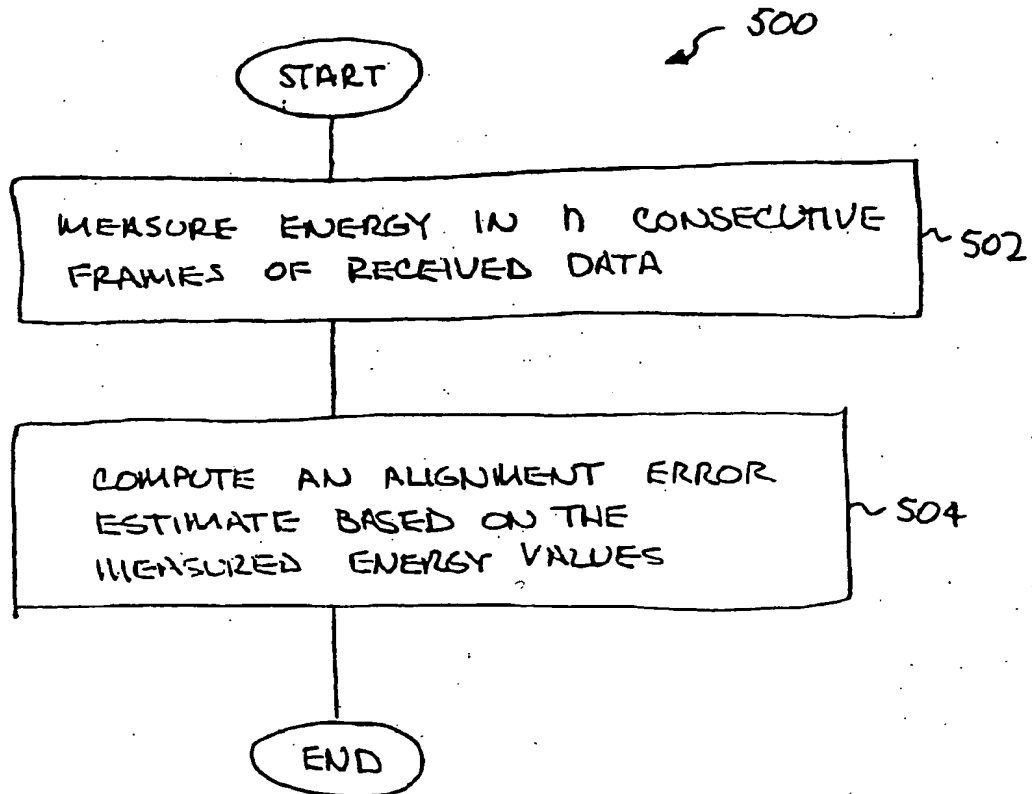 500
START
MEASURE ENERGY IN n CONSECUTIVE
FRAMES OF RECEIVED DATA
502
COMPUTE AN ALIGNMENT ERROR
ESTIMATE BASED ON THE
MEASURED ENERGY VALUES
504
END